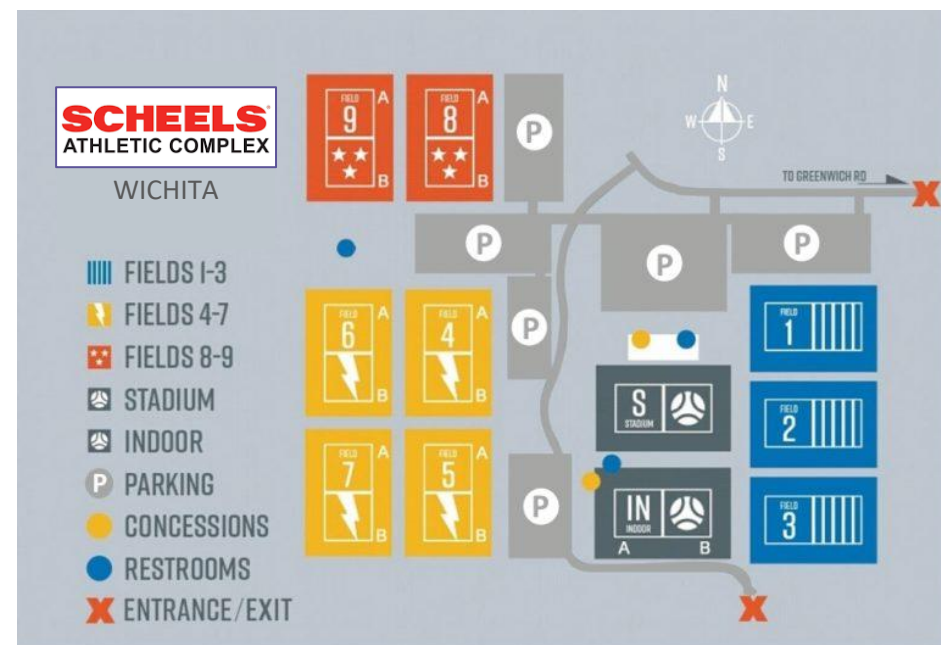 SCHEELS
ATHLETIC COMPLEX
WICHITA
FIELDS 1-3
FIELDS 4-7
FIELDS 8-9
STADIUM
INDOOR
P PARKING
CONCESSIONS
RESTROOMS
X ENTRANCE/EXIT
FIELD
9
A
B
FIELD
8
A
B
P
N
W E
S
TO GREENWICH RD
X
P
P
P
FIELD
6
A
B
FIELD
4
A
B
P
FIELD
1
S
STADIUM
FIELD
2
FIELD
7
A
B
FIELD
5
A
B
P
IN
INDOOR
A B
FIELD
3
X